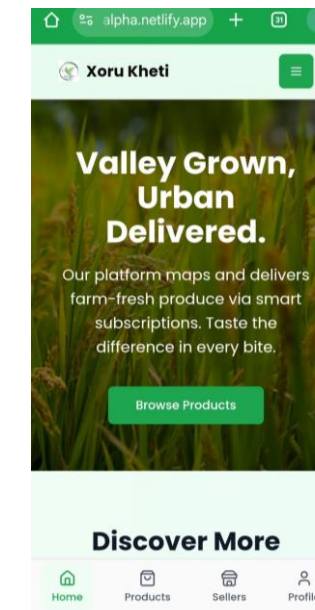 alpha.netlify.app
31
Xoru Kheti
Valley Grown,
Urban
Delivered.
Our platform maps and delivers
farm-fresh produce via smart
subscriptions. Taste the
difference in every bite.
Browse Products
Discover More
Home Products Sellers Profile